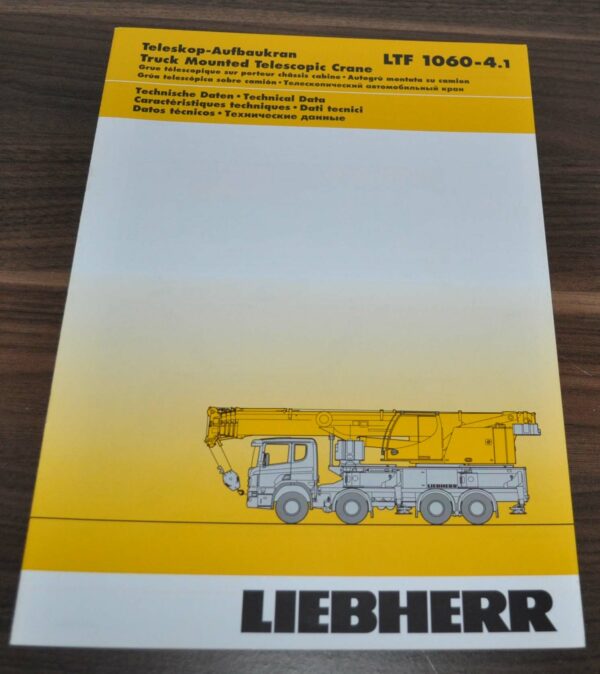 Teleskop-Aufbaukran
Truck Mounted Telescopic Crane LTF 1060-4.1
Grue télescopique sur porteur châssis cabine · Autogrù montata su camion
Grúa telescópica sobre camión · Телескопический автомобильный кран
Technische Daten · Technical Data
Caractéristiques techniques · Dati tecnici
Datos técnicos · Технические данные
LIEBHERR
LIEBHERR